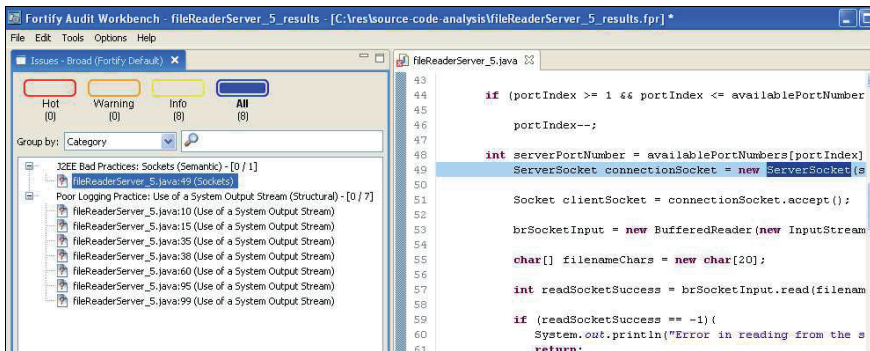 Fortify Audit Workbench - fileReaderServer_5_results - [C:\res\source-code-analysis\fileReaderServer_5_results.fpr] *
File Edit Tools Options Help
Issues - Broad (Fortify Default)
Hot Warning Info All
(0) (0) (8) (8)
Group by: Category
J2EE Bad Practices: Sockets (Semantic) - [0 / 1]
fileReaderServer_5.java:49 (Sockets)
Poor Logging Practice: Use of a System Output Stream (Structural) - [0 / 7]
fileReaderServer_5.java:10 (Use of a System Output Stream)
fileReaderServer_5.java:15 (Use of a System Output Stream)
fileReaderServer_5.java:35 (Use of a System Output Stream)
fileReaderServer_5.java:38 (Use of a System Output Stream)
fileReaderServer_5.java:60 (Use of a System Output Stream)
fileReaderServer_5.java:95 (Use of a System Output Stream)
fileReaderServer_5.java:99 (Use of a System Output Stream)
fileReaderServer_5.java
43
44 if (portIndex >= 1 && portIndex <= availablePortNumber
45
46 portIndex--;
47
48 int serverPortNumber = availablePortNumbers[portIndex]
49 ServerSocket connectionSocket = new ServerSocket(s
50
51 Socket clientSocket = connectionSocket.accept();
52
53 brSocketInput = new BufferedReader(new InputStream
54
55 char[] filenameChars = new char[20];
56
57 int readSocketSuccess = brSocketInput.read(filenam
58
59 if (readSocketSuccess == -1){
60 System.out.println("Error in reading from the s
61 return;